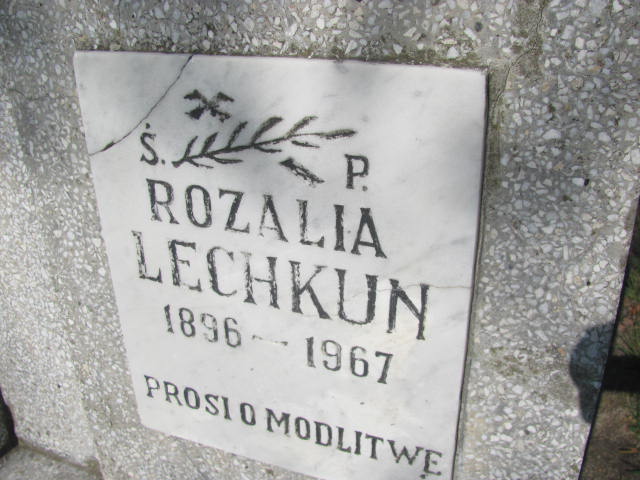 Ś. P.
ROZALIA
LECHKUN
1896 - 1967
PROSI O MODLITWĘ